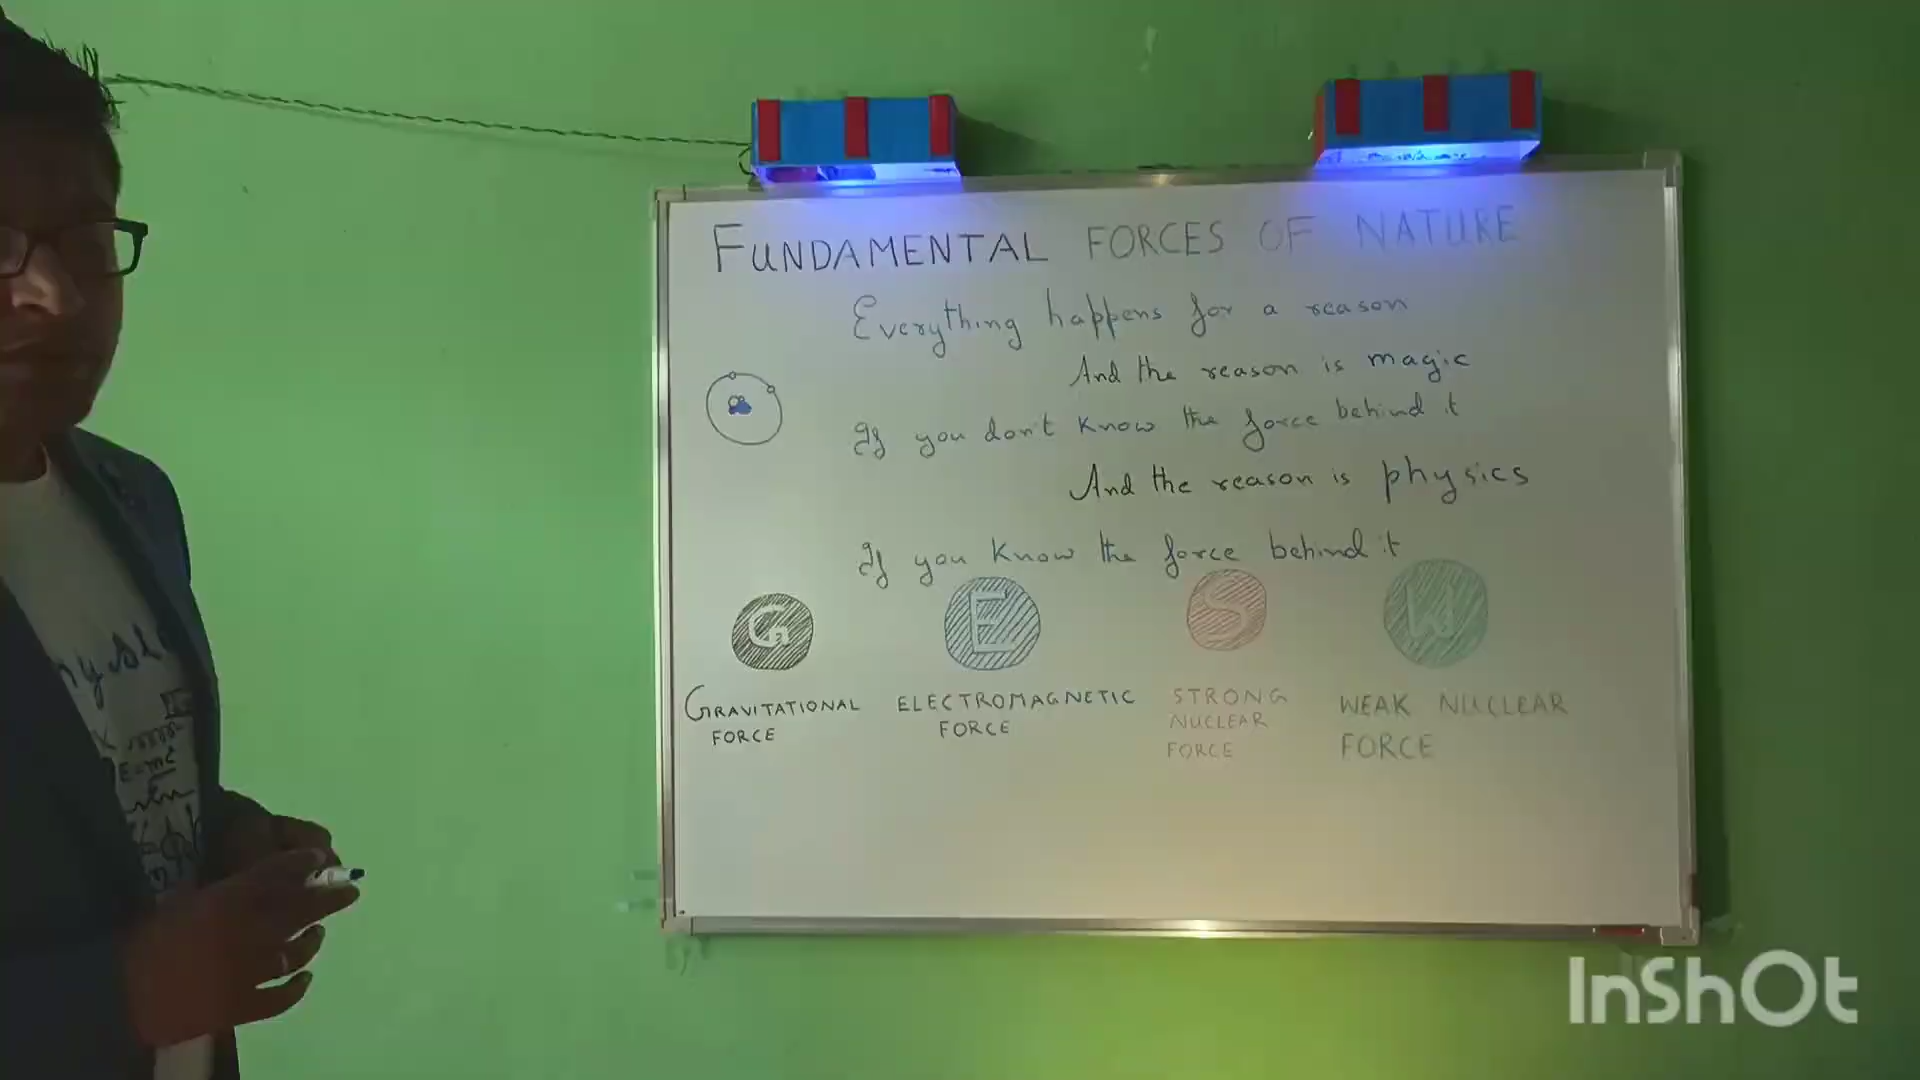 FUNDAMENTAL FORCES OF NATURE
Everything happens for a reason
And the reason is magic
If you don't know the force behind it
And the reason is physics
If you know the force behind it
G E S W
GRAVITATIONAL FORCE
ELECTROMAGNETIC FORCE
STRONG NUCLEAR FORCE
WEAK NUCLEAR FORCE
E=mc²
InShOt